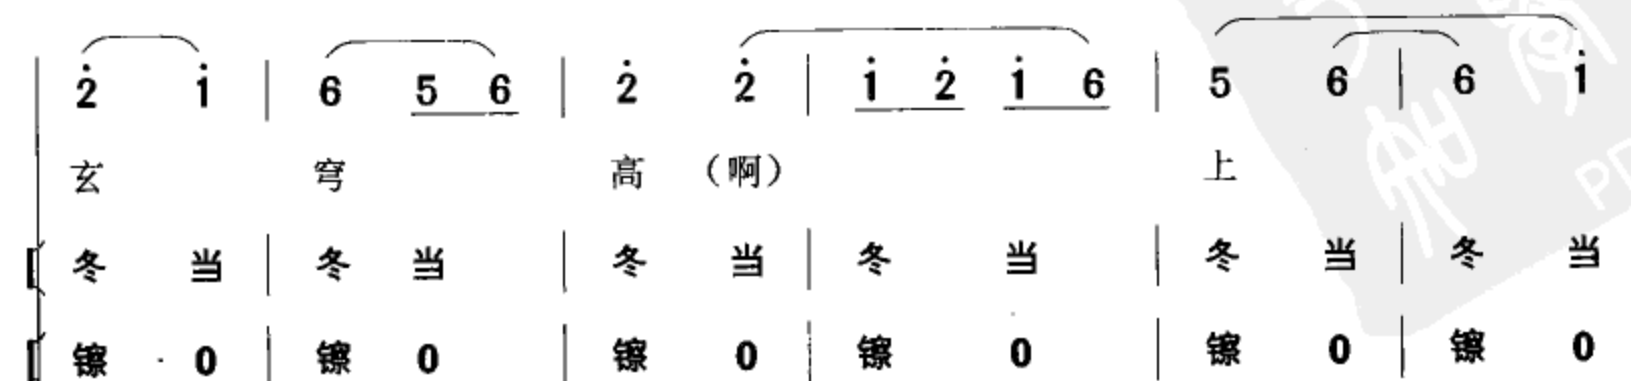 2̇ 1̇ | 6 5 6 | 2̇ 2̇ | 1̇ 2̇ 1̇ 6 | 5 6 | 6 1̇
玄 穹 高 （啊） 上
冬 当 | 冬 当 | 冬 当 | 冬 当 | 冬 当 | 冬 当
镲 0 | 镲 0 | 镲 0 | 镲 0 | 镲 0 | 镲 0